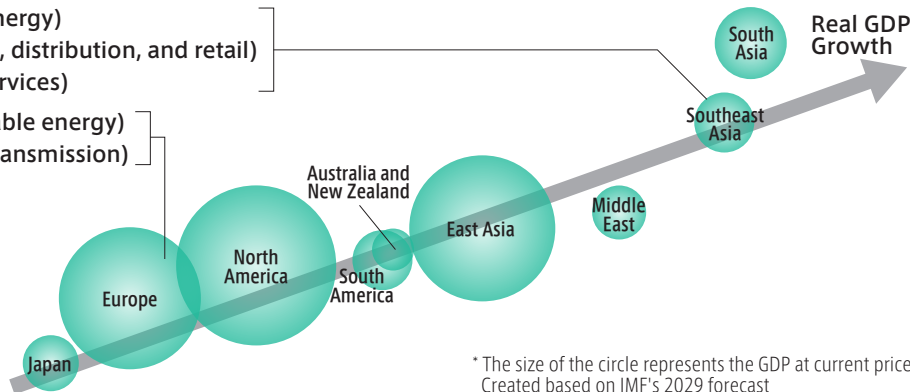 nergy)
, distribution, and retail)
rvices)
able energy)
ransmission)
South
Asia
Real GDP
Growth
Southeast
Asia
Australia and
New Zealand
Middle
East
East Asia
North
America
South
America
Europe
Japan
* The size of the circle represents the GDP at current price
Created based on IMF's 2029 forecast